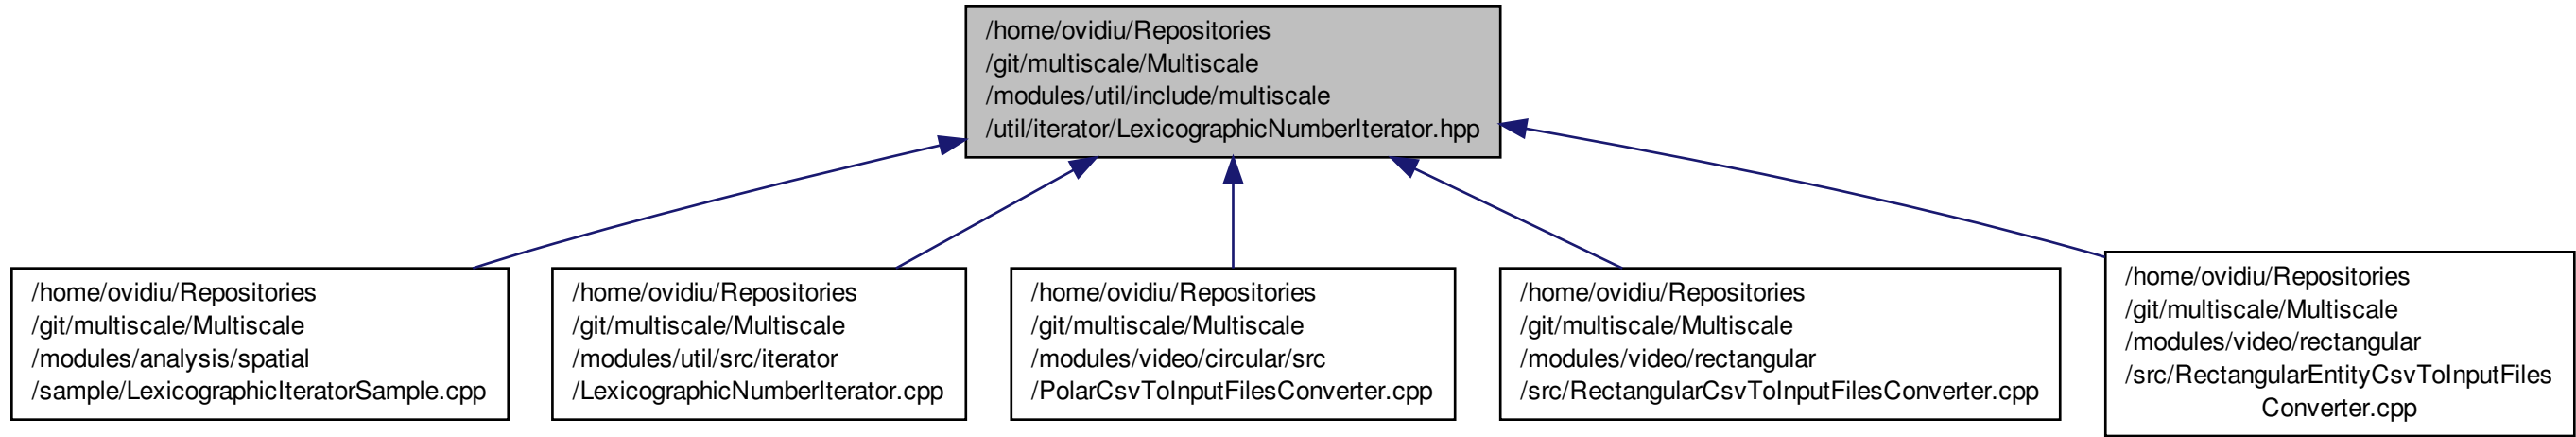 /home/ovidiu/Repositories
/git/multiscale/Multiscale
/modules/util/include/multiscale
/util/iterator/LexicographicNumberIterator.hpp
/home/ovidiu/Repositories
/git/multiscale/Multiscale
/modules/analysis/spatial
/sample/LexicographicIteratorSample.cpp
/home/ovidiu/Repositories
/git/multiscale/Multiscale
/modules/util/src/iterator
/LexicographicNumberIterator.cpp
/home/ovidiu/Repositories
/git/multiscale/Multiscale
/modules/video/circular/src
/PolarCsvToInputFilesConverter.cpp
/home/ovidiu/Repositories
/git/multiscale/Multiscale
/modules/video/rectangular
/src/RectangularCsvToInputFilesConverter.cpp
/home/ovidiu/Repositories
/git/multiscale/Multiscale
/modules/video/rectangular
/src/RectangularEntityCsvToInputFiles
Converter.cpp